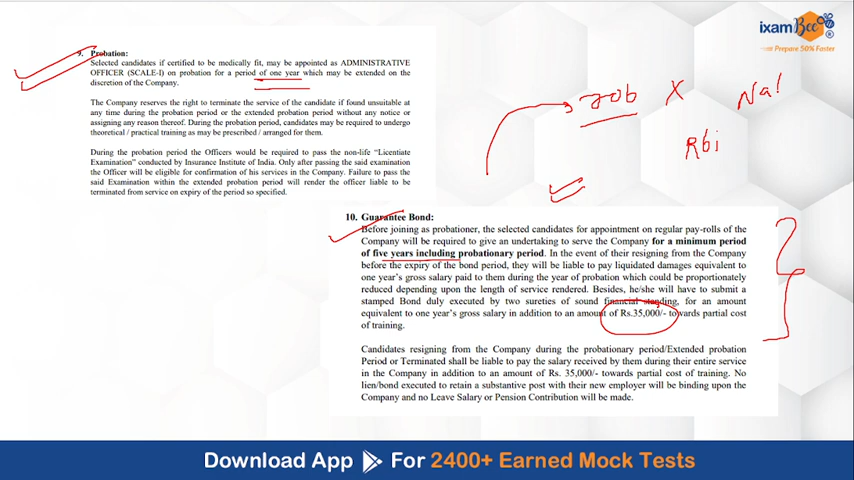 ixamBee
Prepare 50% Faster
9. Probation:
Selected candidates if certified to be medically fit, may be appointed as ADMINISTRATIVE
OFFICER (SCALE-I) on probation for a period of one year which may be extended on the
discretion of the Company.
The Company reserves the right to terminate the service of the candidate if found unsuitable at
any time during the probation period or the extended probation period without any notice or
assigning any reason thereof. During the probation period, candidates may be required to undergo
theoretical / practical training as may be prescribed / arranged for them.
During the probation period the Officers would be required to pass the non-life "Licentiate
Examination" conducted by Insurance Institute of India. Only after passing the said examination
the Officer will be eligible for confirmation of his services in the Company. Failure to pass the
said Examination within the extended probation period will render the officer liable to be
terminated from service on expiry of the period so specified.
Job X
Rbi
10. Guarantee Bond:
Before joining as probationer, the selected candidates for appointment on regular pay-rolls of the
Company will be required to give an undertaking to serve the Company for a minimum period
of five years including probationary period. In the event of their resigning from the Company
before the expiry of the bond period, they will be liable to pay liquidated damages equivalent to
one year's gross salary paid to them during the year of probation which could be proportionately
reduced depending upon the length of service rendered. Besides, he/she will have to submit a
stamped Bond duly executed by two sureties of sound financial standing, for an amount
equivalent to one year's gross salary in addition to an amount of Rs.35,000/- towards partial cost
of training.
Candidates resigning from the Company during the probationary period/Extended probation
Period or Terminated shall be liable to pay the salary received by them during their entire service
in the Company in addition to an amount of Rs. 35,000/- towards partial cost of training. No
lien/bond executed to retain a substantive post with their new employer will be binding upon the
Company and no Leave Salary or Pension Contribution will be made.
Download App For 2400+ Earned Mock Tests